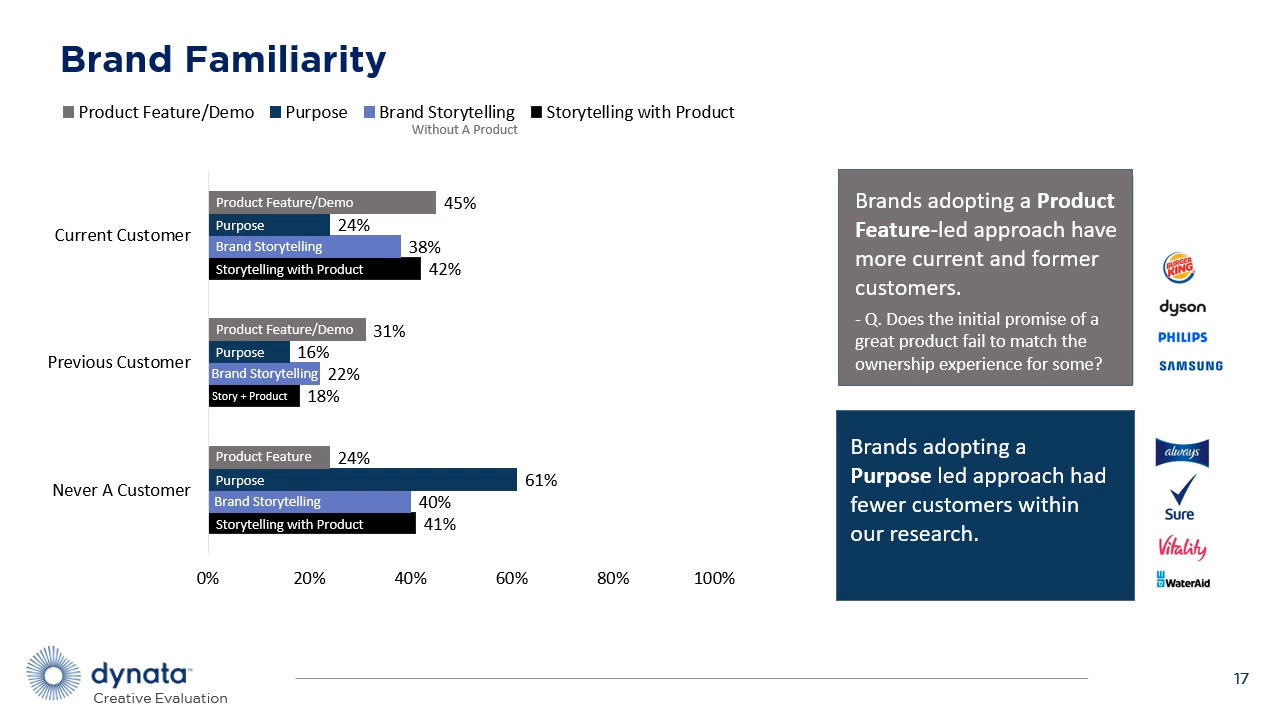 Brand Familiarity
Product Feature/Demo Purpose Brand Storytelling Storytelling with Product
Without A Product
Current Customer
Product Feature/Demo 45%
Purpose 24%
Brand Storytelling 38%
Storytelling with Product 42%
Previous Customer
Product Feature/Demo 31%
Purpose 16%
Brand Storytelling 22%
Story + Product 18%
Never A Customer
Product Feature 24%
Purpose 61%
Brand Storytelling 40%
Storytelling with Product 41%
0% 20% 40% 60% 80% 100%
Brands adopting a Product
Feature-led approach have
more current and former
customers.
- Q. Does the initial promise of a
great product fail to match the
ownership experience for some?
BURGER
KING
dyson
PHILIPS
SAMSUNG
Brands adopting a
Purpose led approach had
fewer customers within
our research.
always
Sure
Vitality
WaterAid
dynata™
Creative Evaluation
17